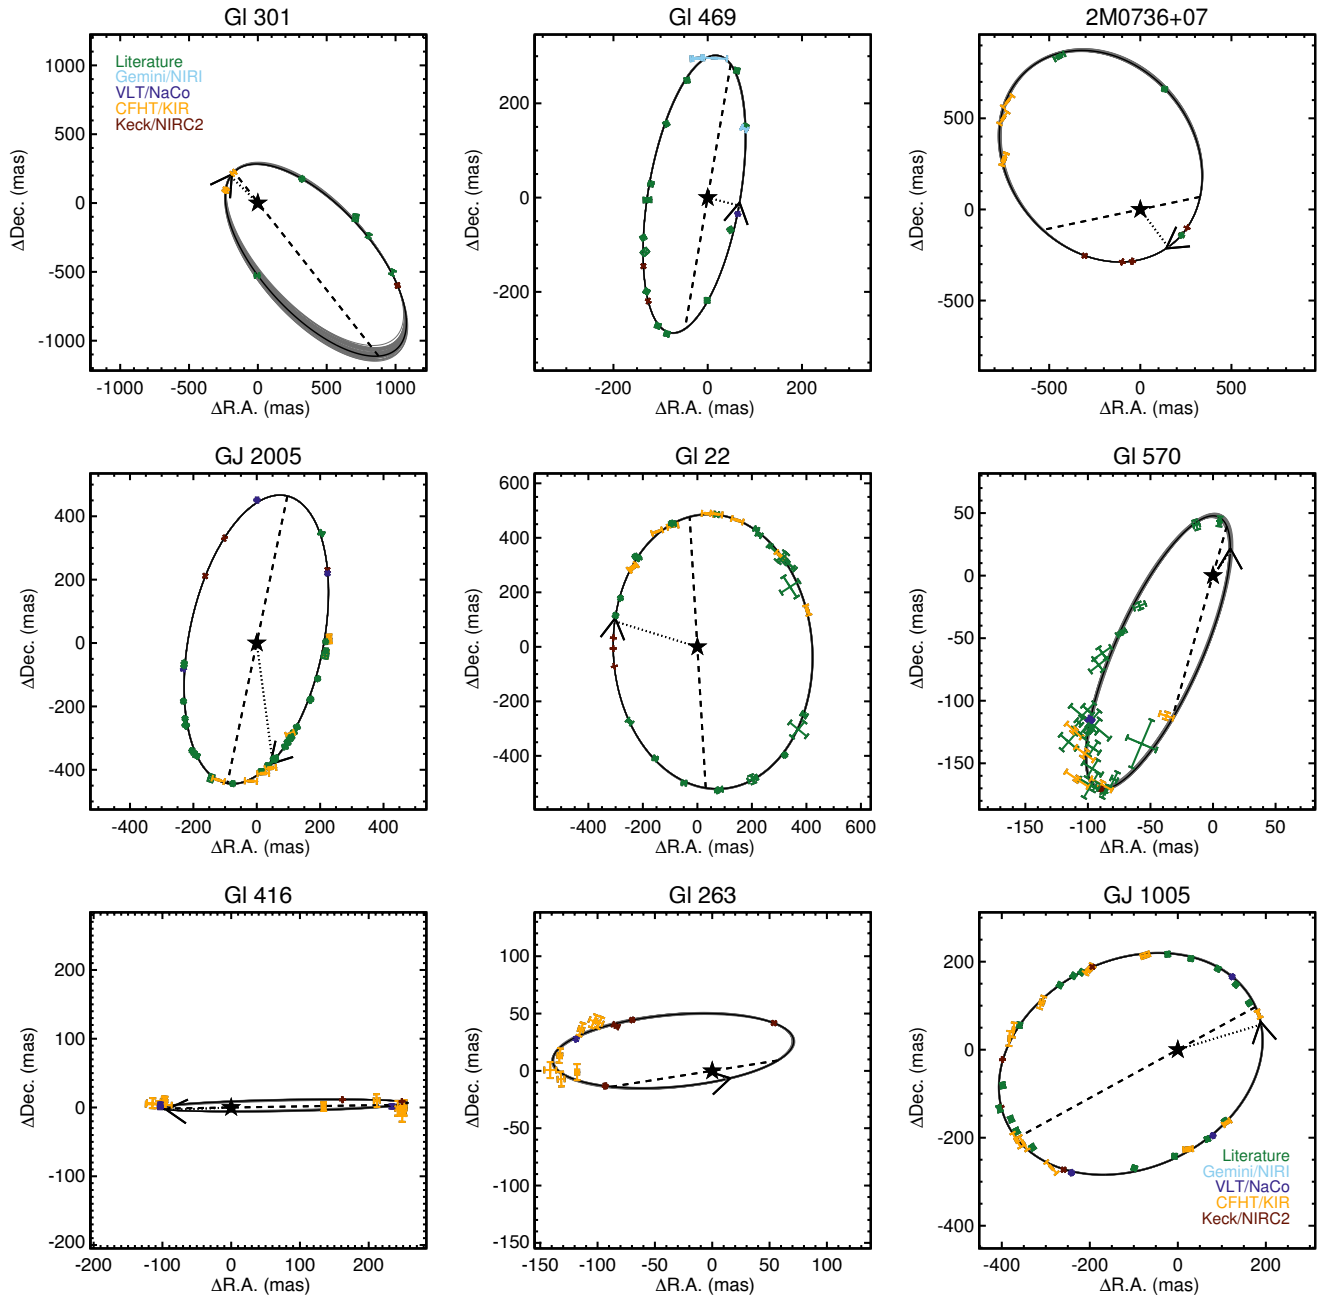 Gl 301
Gl 469
2M0736+07
Literature
Gemini/NIRI
VLT/NaCo
CFHT/KIR
Keck/NIRC2
1000
500
0
-500
-1000
ΔDec. (mas)
-1000 -500 0 500 1000
ΔR.A. (mas)
200
0
-200
ΔDec. (mas)
-200 0 200
ΔR.A. (mas)
500
0
-500
ΔDec. (mas)
-500 0 500
ΔR.A. (mas)
GJ 2005
Gl 22
Gl 570
400
200
0
-200
-400
ΔDec. (mas)
-400 -200 0 200 400
ΔR.A. (mas)
600
400
200
0
-200
-400
ΔDec. (mas)
-400 -200 0 200 400 600
ΔR.A. (mas)
50
0
-50
-100
-150
ΔDec. (mas)
-150 -100 -50 0 50
ΔR.A. (mas)
Gl 416
Gl 263
GJ 1005
200
100
0
-100
-200
ΔDec. (mas)
-200 -100 0 100 200
ΔR.A. (mas)
100
50
0
-50
-100
-150
ΔDec. (mas)
-150 -100 -50 0 50 100
ΔR.A. (mas)
200
0
-200
-400
ΔDec. (mas)
Literature
Gemini/NIRI
VLT/NaCo
CFHT/KIR
Keck/NIRC2
-400 -200 0 200
ΔR.A. (mas)